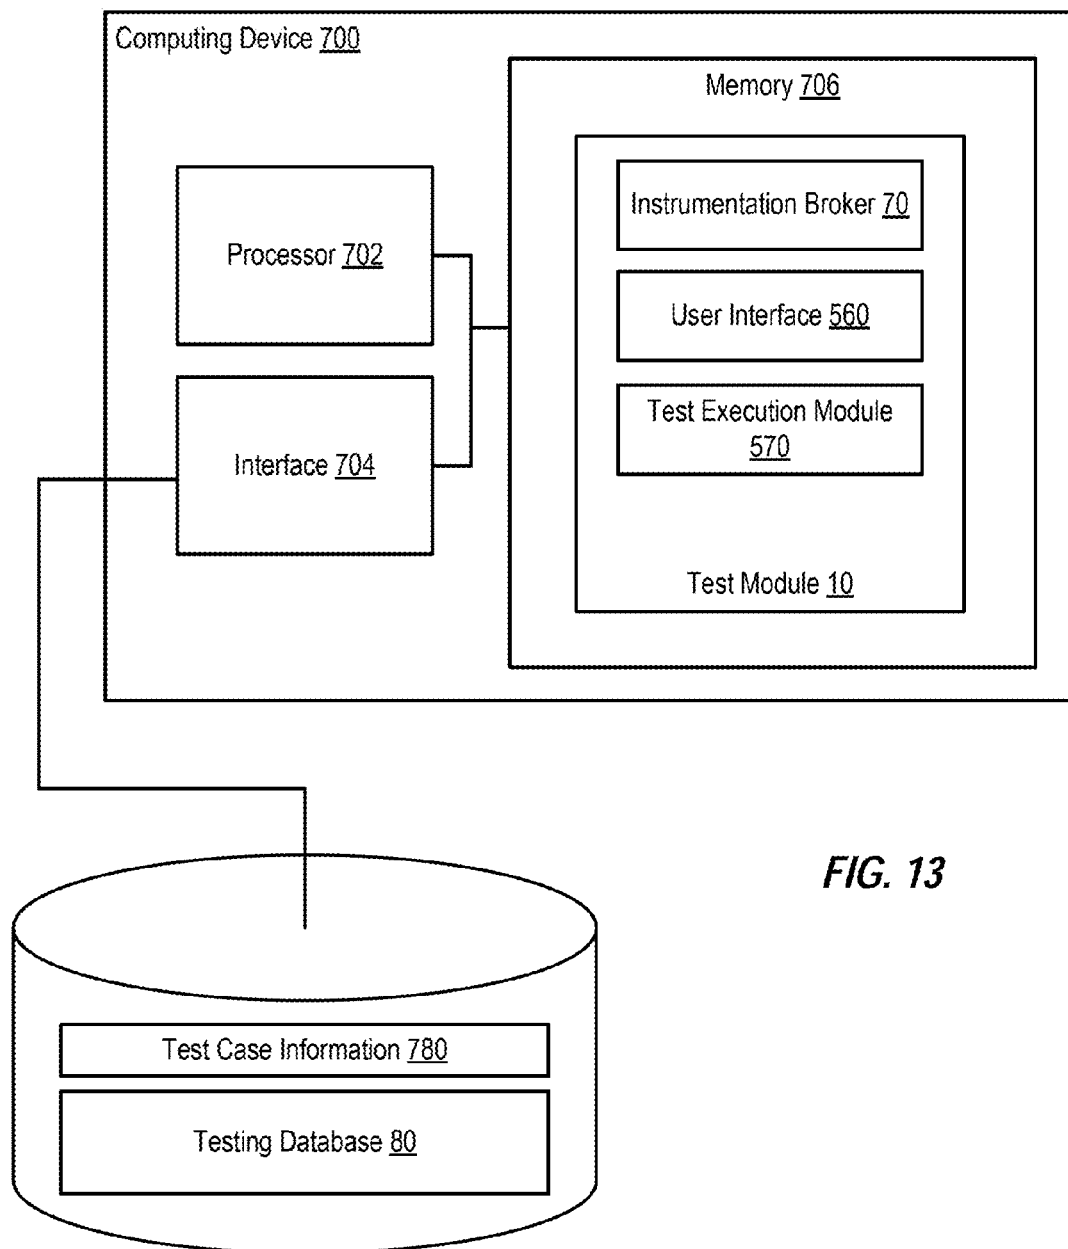 Computing Device 700
Memory 706
Instrumentation Broker 70
Processor 702
User Interface 560
Test Execution Module
570
Interface 704
Test Module 10
FIG. 13
Test Case Information 780
Testing Database 80